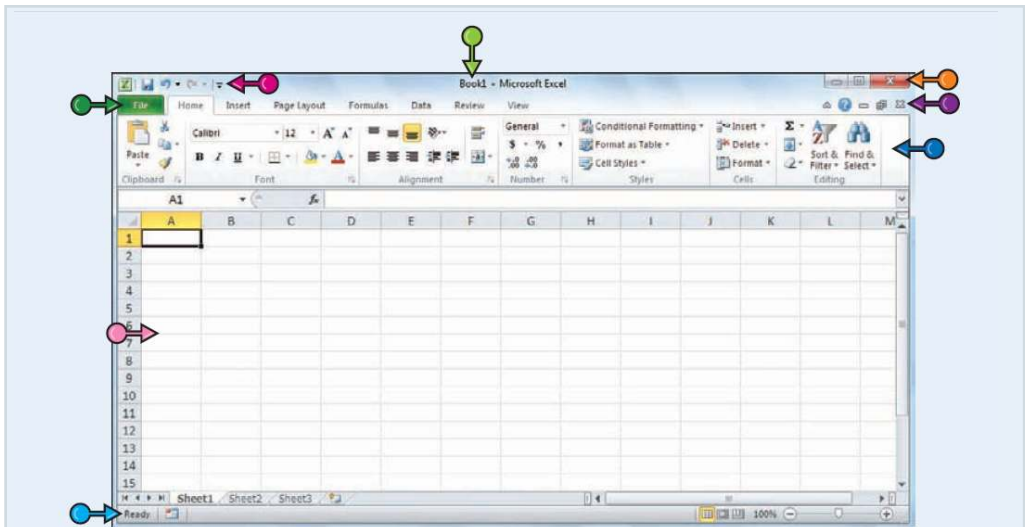 Book1 - Microsoft Excel
File Home Insert Page Layout Formulas Data Review View
Calibri 12 A A General Conditional Formatting Insert Σ
Paste B I U A $ % , Format as Table Delete Sort & Find &
.0 .00 .00 .0 Cell Styles Format Filter Select
Clipboard Font Alignment Number Styles Cells Editing
A1 fx
A B C D E F G H I J K L M
1
2
3
4
5
6
7
8
9
10
11
12
13
14
15
Sheet1 Sheet2 Sheet3
Ready 100%